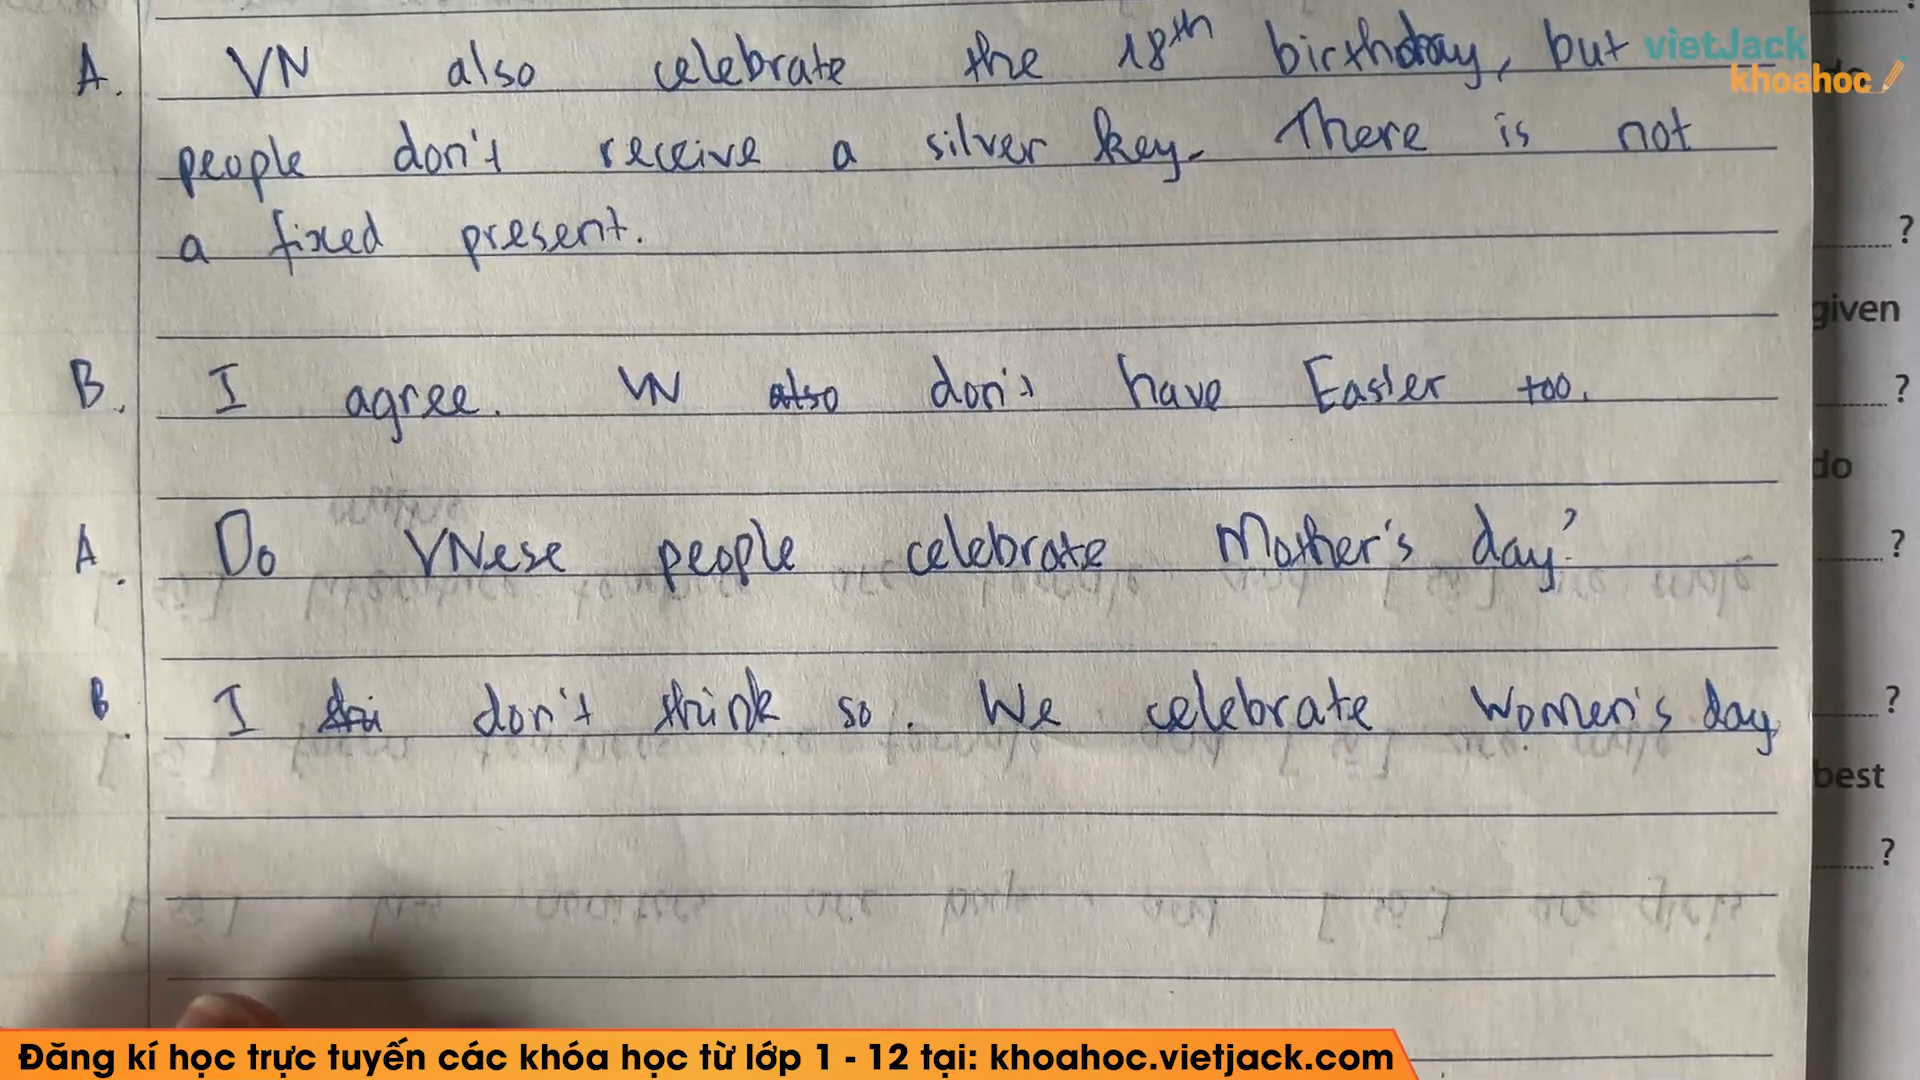 A. VN also celebrate the 18th birthday, but
vietJack
khoahoc
people don't receive a silver key. There is not
a fixed present.
?
given
B. I agree. VN also don't have Easter too.
?
do
A. Do VNese people celebrate Mother's day?
?
B. I thi don't think so. We celebrate Women's day
?
best
?
Đăng kí học trực tuyến các khóa học từ lớp 1 - 12 tại: khoahoc.vietjack.com